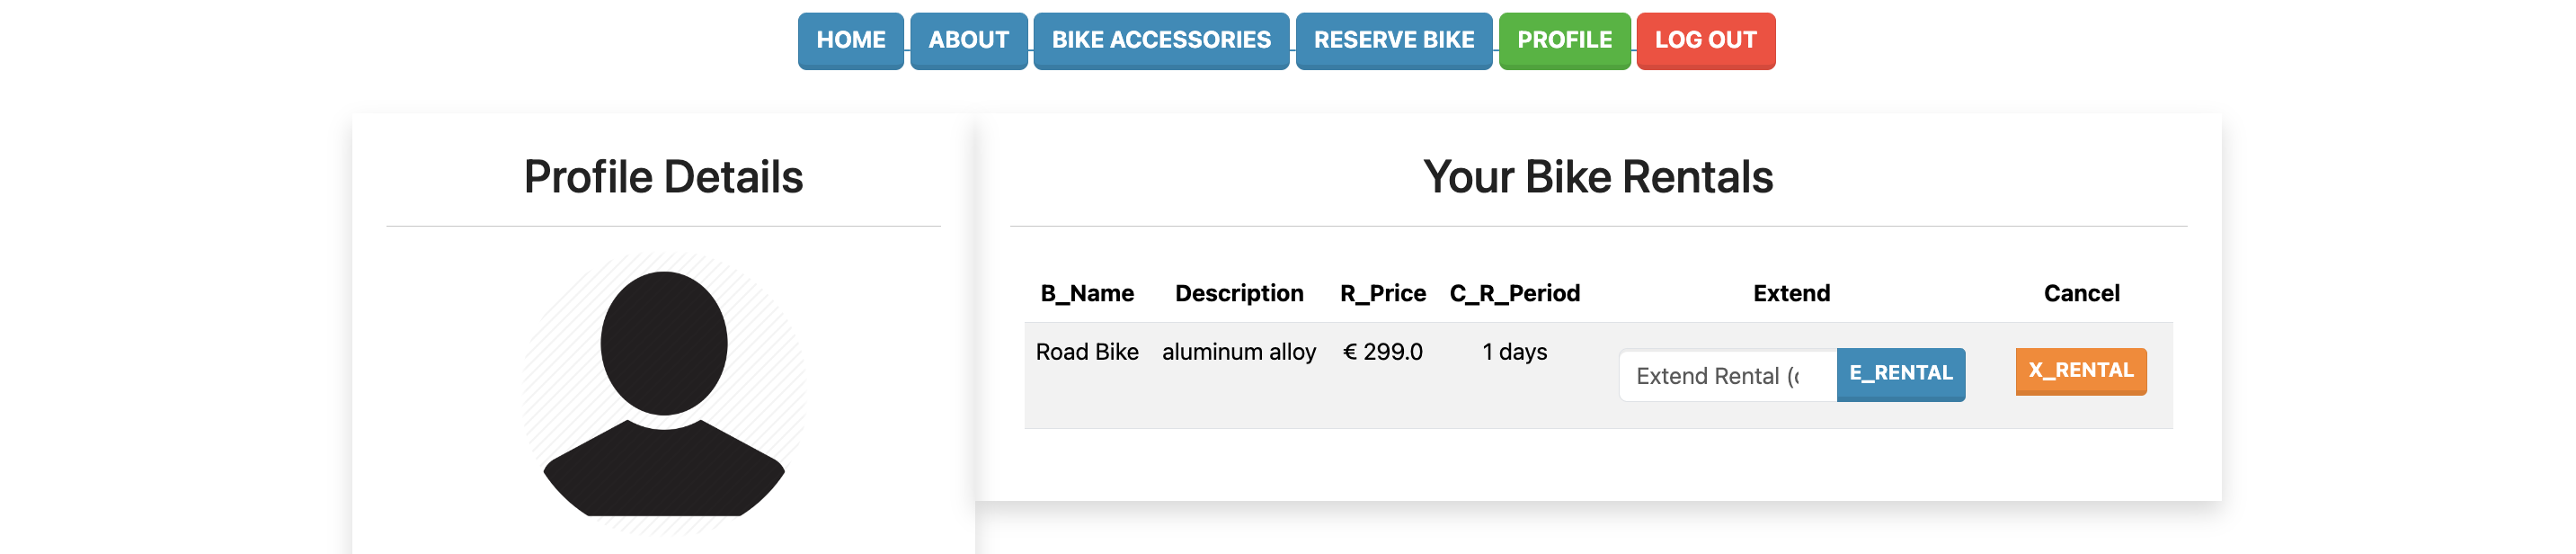 HOME ABOUT BIKE ACCESSORIES RESERVE BIKE PROFILE LOG OUT
Profile Details
Your Bike Rentals
B_Name Description R_Price C_R_Period Extend Cancel
Road Bike aluminum alloy € 299.0 1 days Extend Rental ( E_RENTAL X_RENTAL